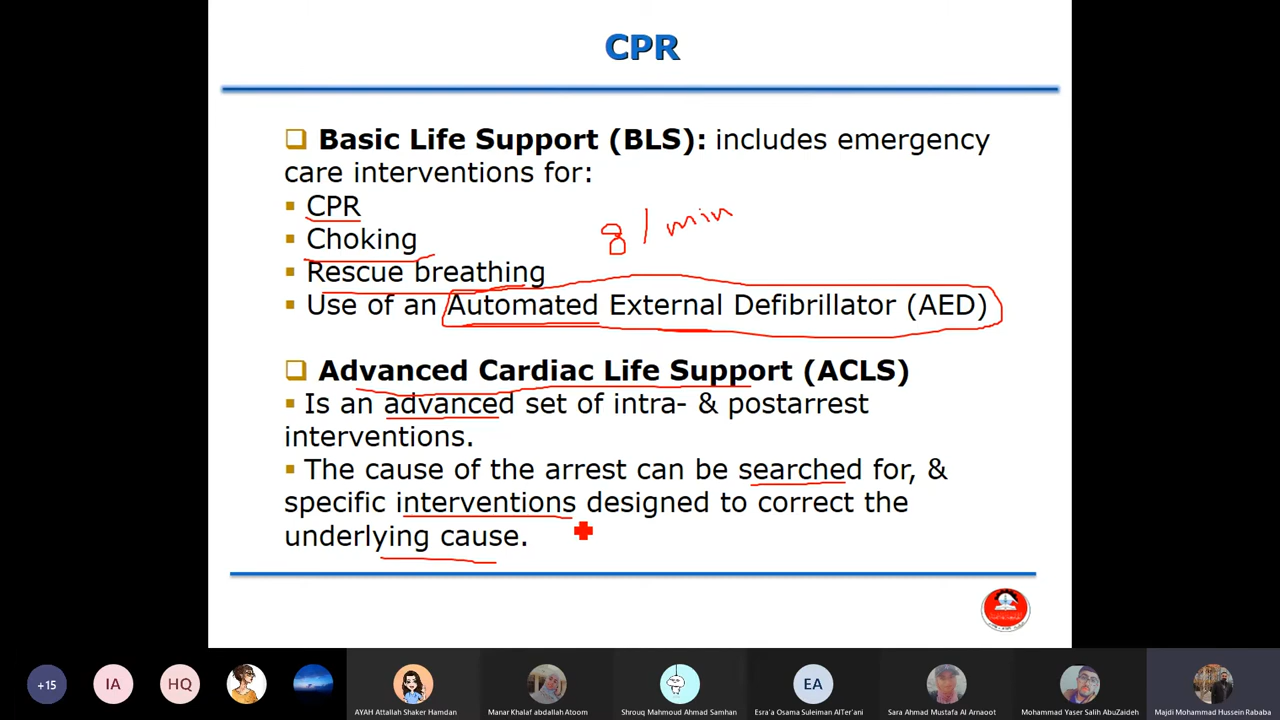 CPR
❑ Basic Life Support (BLS): includes emergency
care interventions for:
▪ CPR
▪ Choking
8 / min
▪ Rescue breathing
▪ Use of an Automated External Defibrillator (AED)
❑ Advanced Cardiac Life Support (ACLS)
▪ Is an advanced set of intra- & postarrest
interventions.
▪ The cause of the arrest can be searched for, &
specific interventions designed to correct the
underlying cause.
+15
IA
HQ
EA
AYAH Attallah Shaker Hamdan
Manar Khalaf abdallah Atoom
Shroug Mahmoud Ahmad Samhan
Esra'a Osama Suleiman AlTer'ani
Sara Ahmad Mustafa Al Arnaoot
Mohammad Yaser Salih AbuZaideh
Majdi Mohammad Hussein Rababa